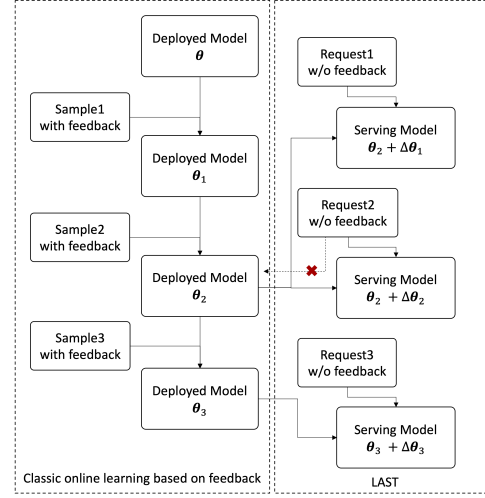 Deployed Model
θ
Sample1
with feedback
Deployed Model
θ₁
Sample2
with feedback
Deployed Model
θ₂
Sample3
with feedback
Deployed Model
θ₃
Classic online learning based on feedback
Request1
w/o feedback
Serving Model
θ₂ + Δθ₁
Request2
w/o feedback
Serving Model
θ₂ + Δθ₂
Request3
w/o feedback
Serving Model
θ₃ + Δθ₃
LAST